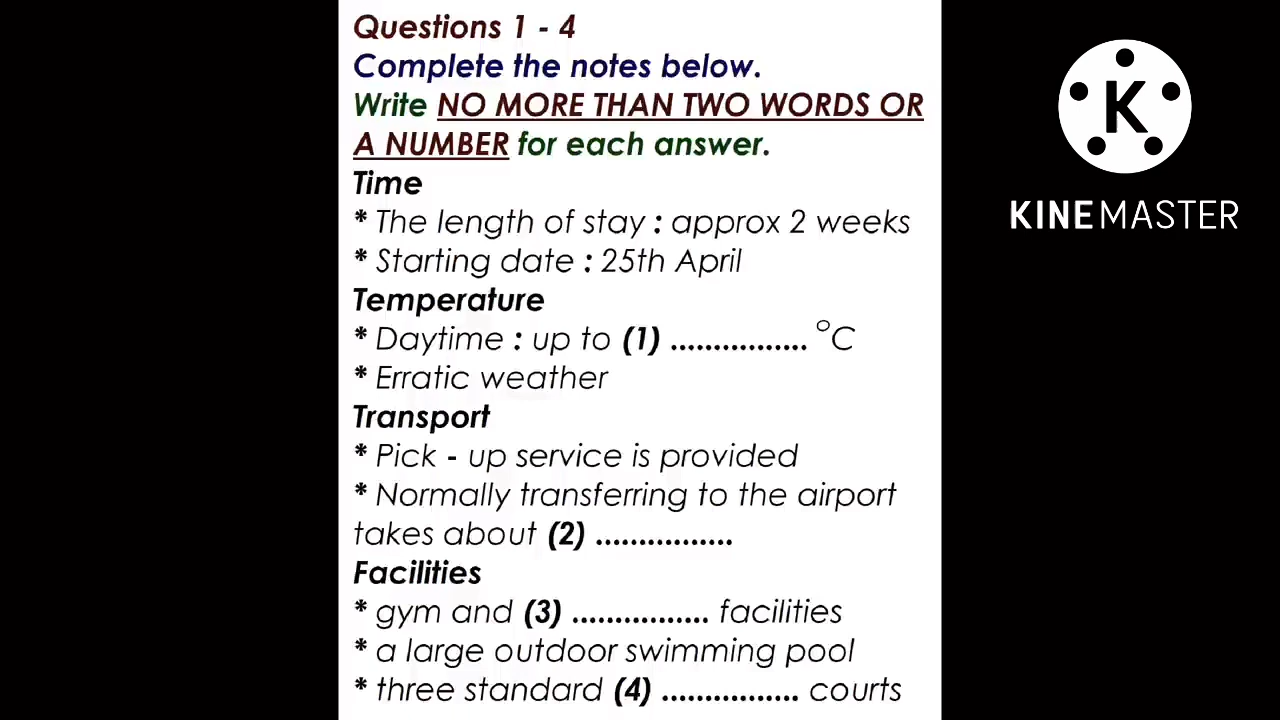 Questions 1 - 4
Complete the notes below.
Write NO MORE THAN TWO WORDS OR
A NUMBER for each answer.
Time
* The length of stay : approx 2 weeks
* Starting date : 25th April
Temperature
* Daytime : up to (1) ................ °C
* Erratic weather
Transport
* Pick - up service is provided
* Normally transferring to the airport
takes about (2) ................
Facilities
* gym and (3) ................ facilities
* a large outdoor swimming pool
* three standard (4) ................ courts
K
KINEMASTER